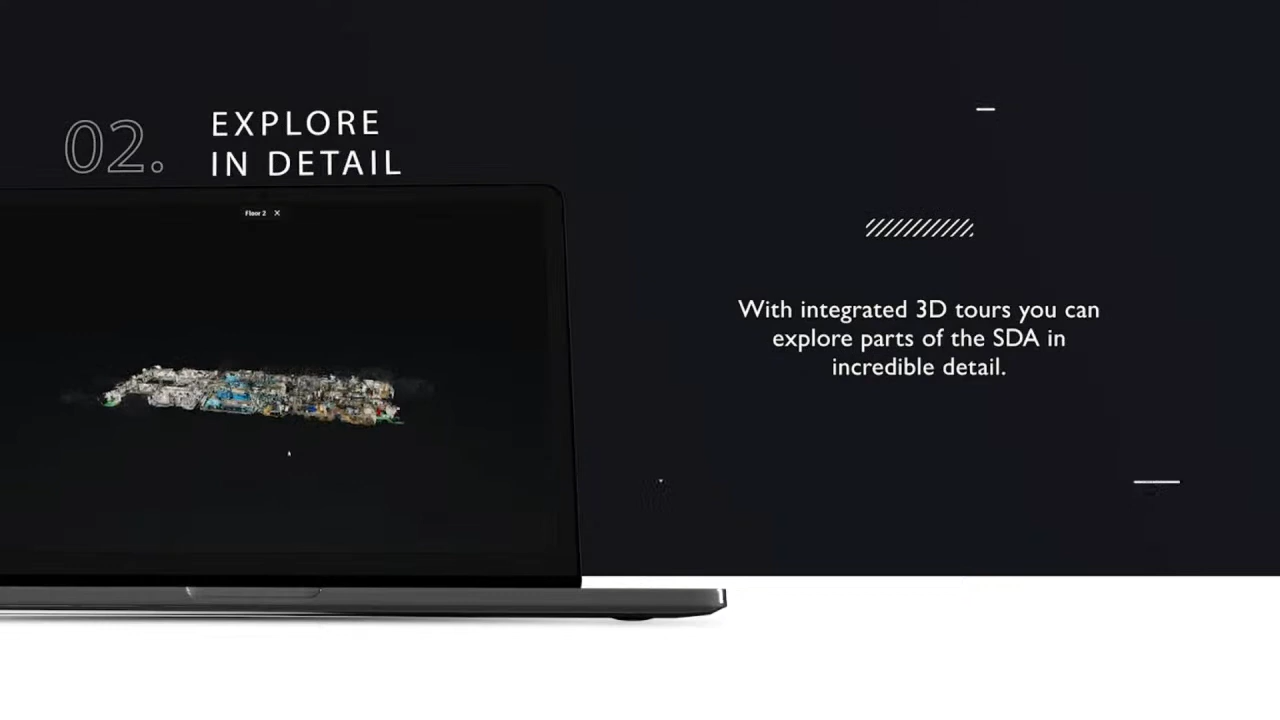 02.
EXPLORE
IN DETAIL
Floor 2 ×
With integrated 3D tours you can
explore parts of the SDA in
incredible detail.